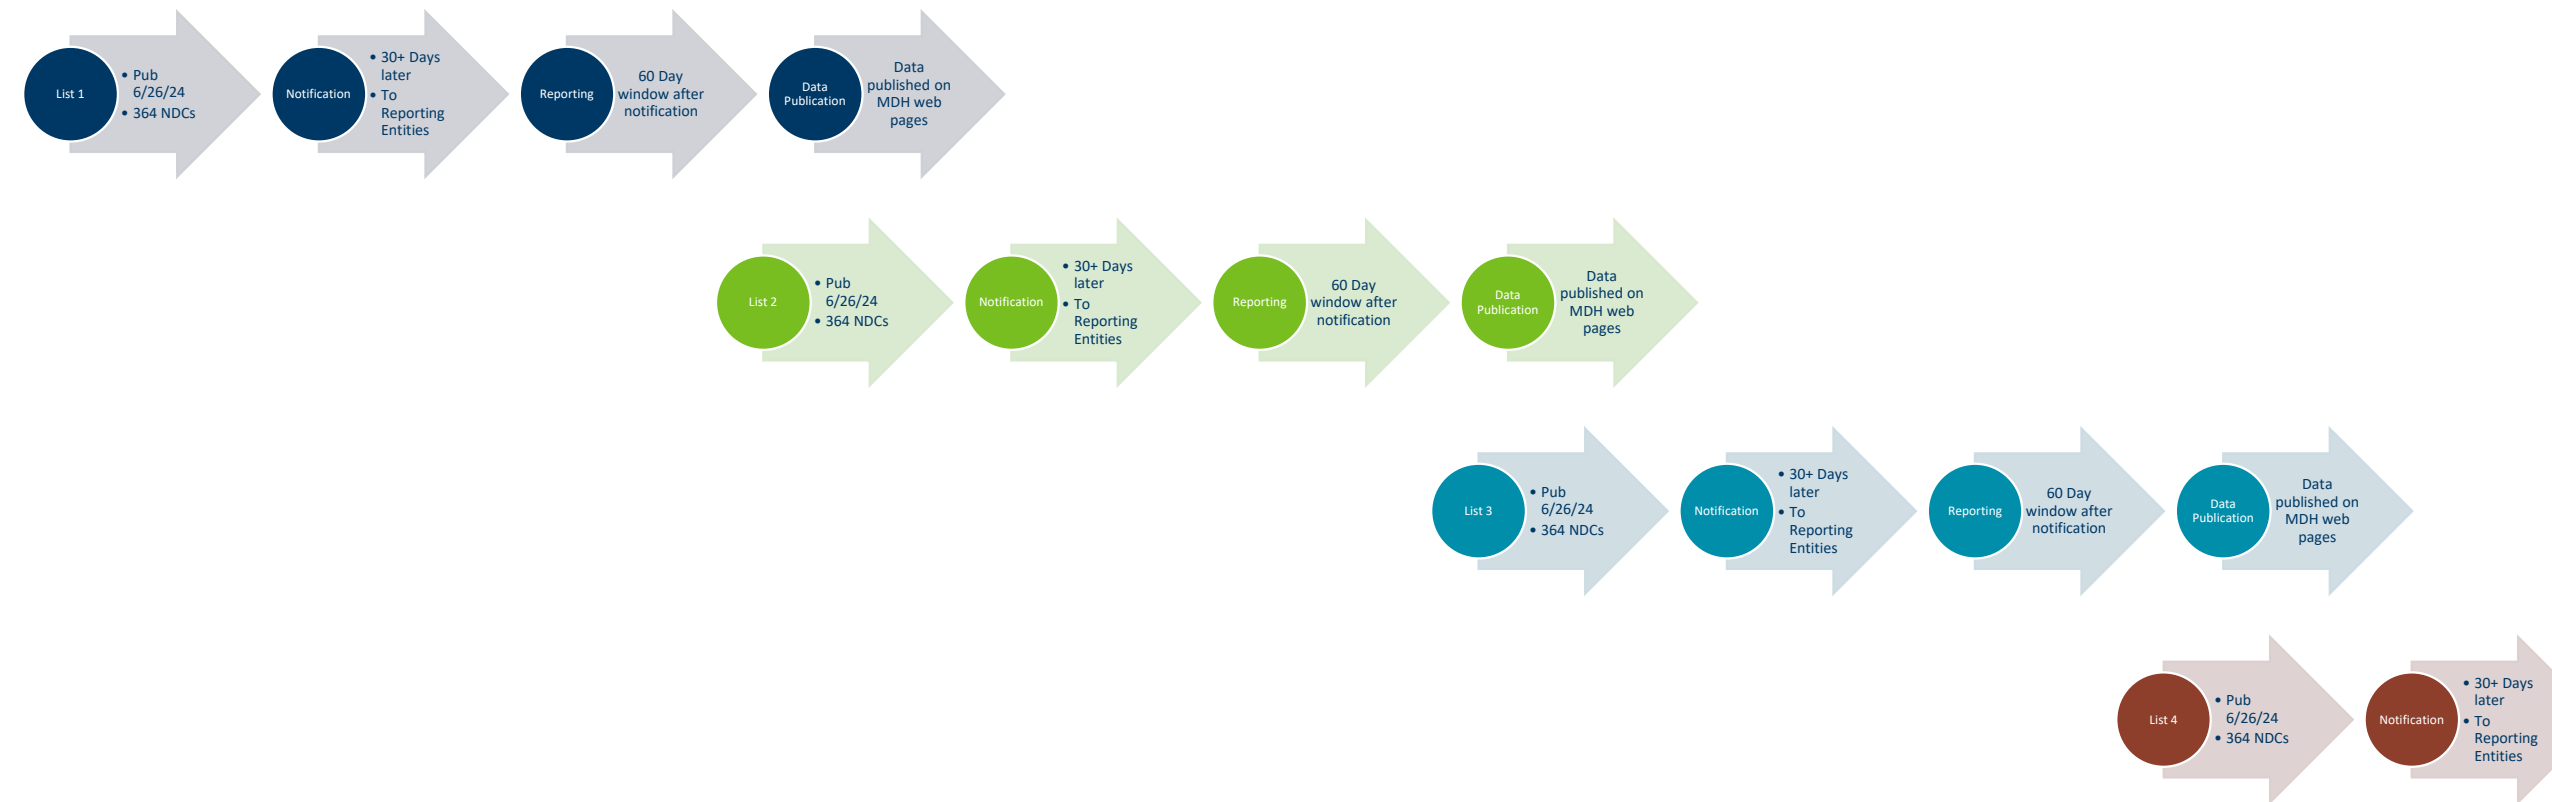 List 1
• Pub
6/26/24
• 364 NDCs
Notification
• 30+ Days
later
• To
Reporting
Entities
Reporting
60 Day
window after
notification
Data
Publication
Data
published on
MDH web
pages
List 2
• Pub
6/26/24
• 364 NDCs
Notification
• 30+ Days
later
• To
Reporting
Entities
Reporting
60 Day
window after
notification
Data
Publication
Data
published on
MDH web
pages
List 3
• Pub
6/26/24
• 364 NDCs
Notification
• 30+ Days
later
• To
Reporting
Entities
Reporting
60 Day
window after
notification
Data
Publication
Data
published on
MDH web
pages
List 4
• Pub
6/26/24
• 364 NDCs
Notification
• 30+ Days
later
• To
Reporting
Entities